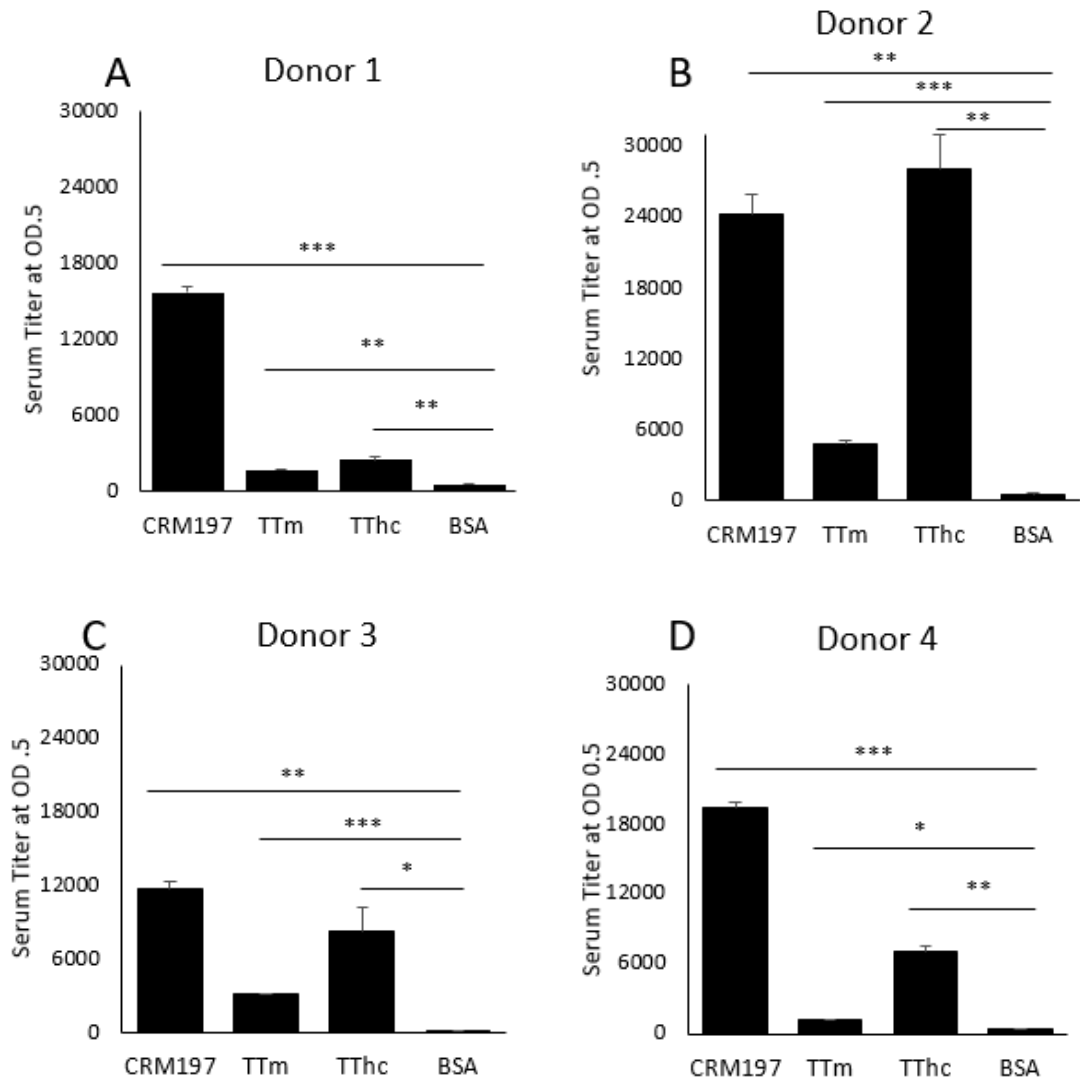 A
Donor 1
Serum Titer at OD.5
30000
24000
18000
12000
6000
0
***
**
**
CRM197 TTm TThc BSA
B
Donor 2
Serum Titer at OD .5
30000
24000
18000
12000
6000
0
**
***
**
CRM197 TTm TThc BSA
C
Donor 3
Serum Titer at OD .5
30000
24000
18000
12000
6000
0
**
***
*
CRM197 TTm TThc BSA
D
Donor 4
Serum Titer at OD 0.5
30000
24000
18000
12000
6000
0
***
*
**
CRM197 TTm TThc BSA